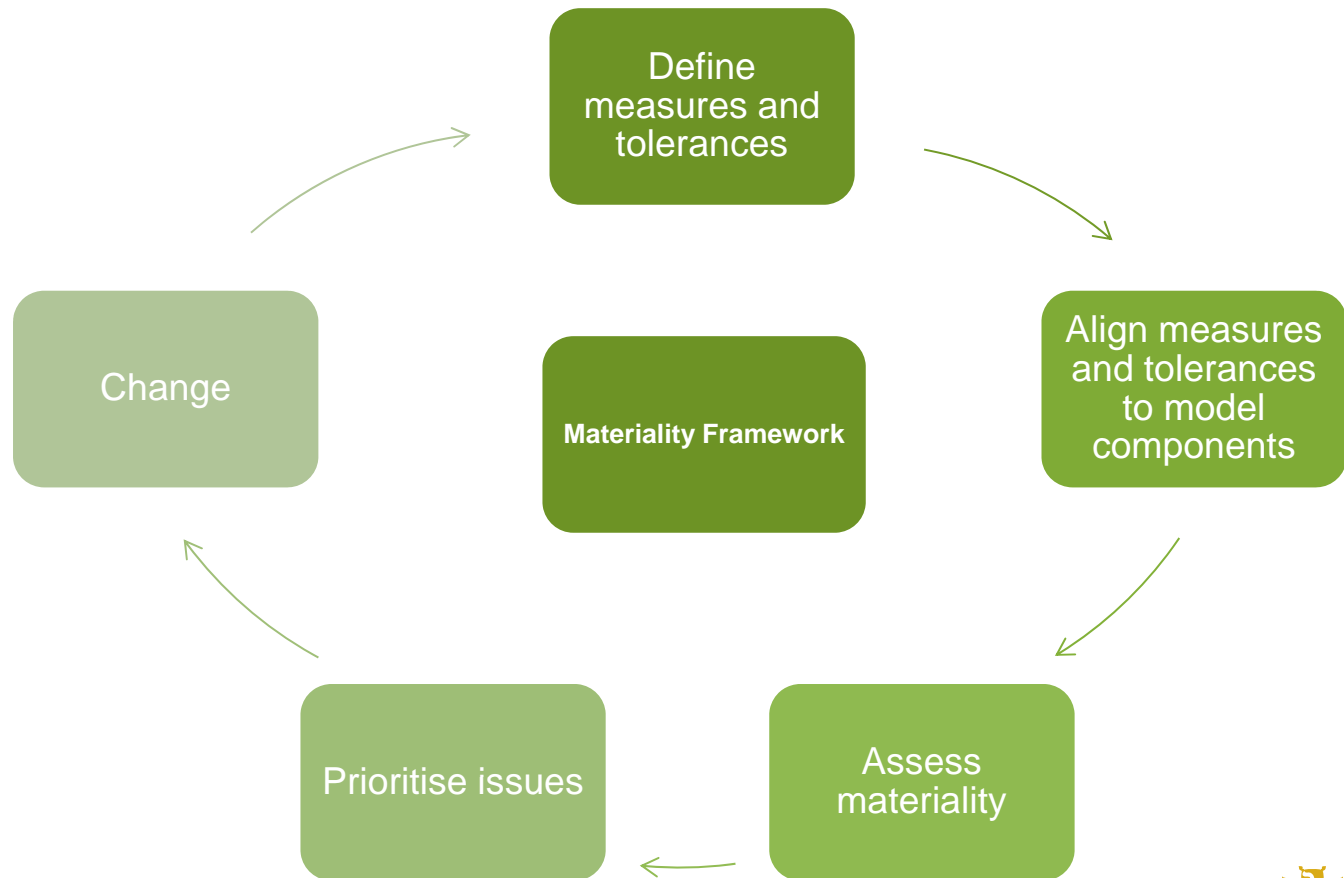 Define
measures and
tolerances
Align measures
and tolerances
to model
components
Change
Materiality Framework
Prioritise issues
Assess
materiality